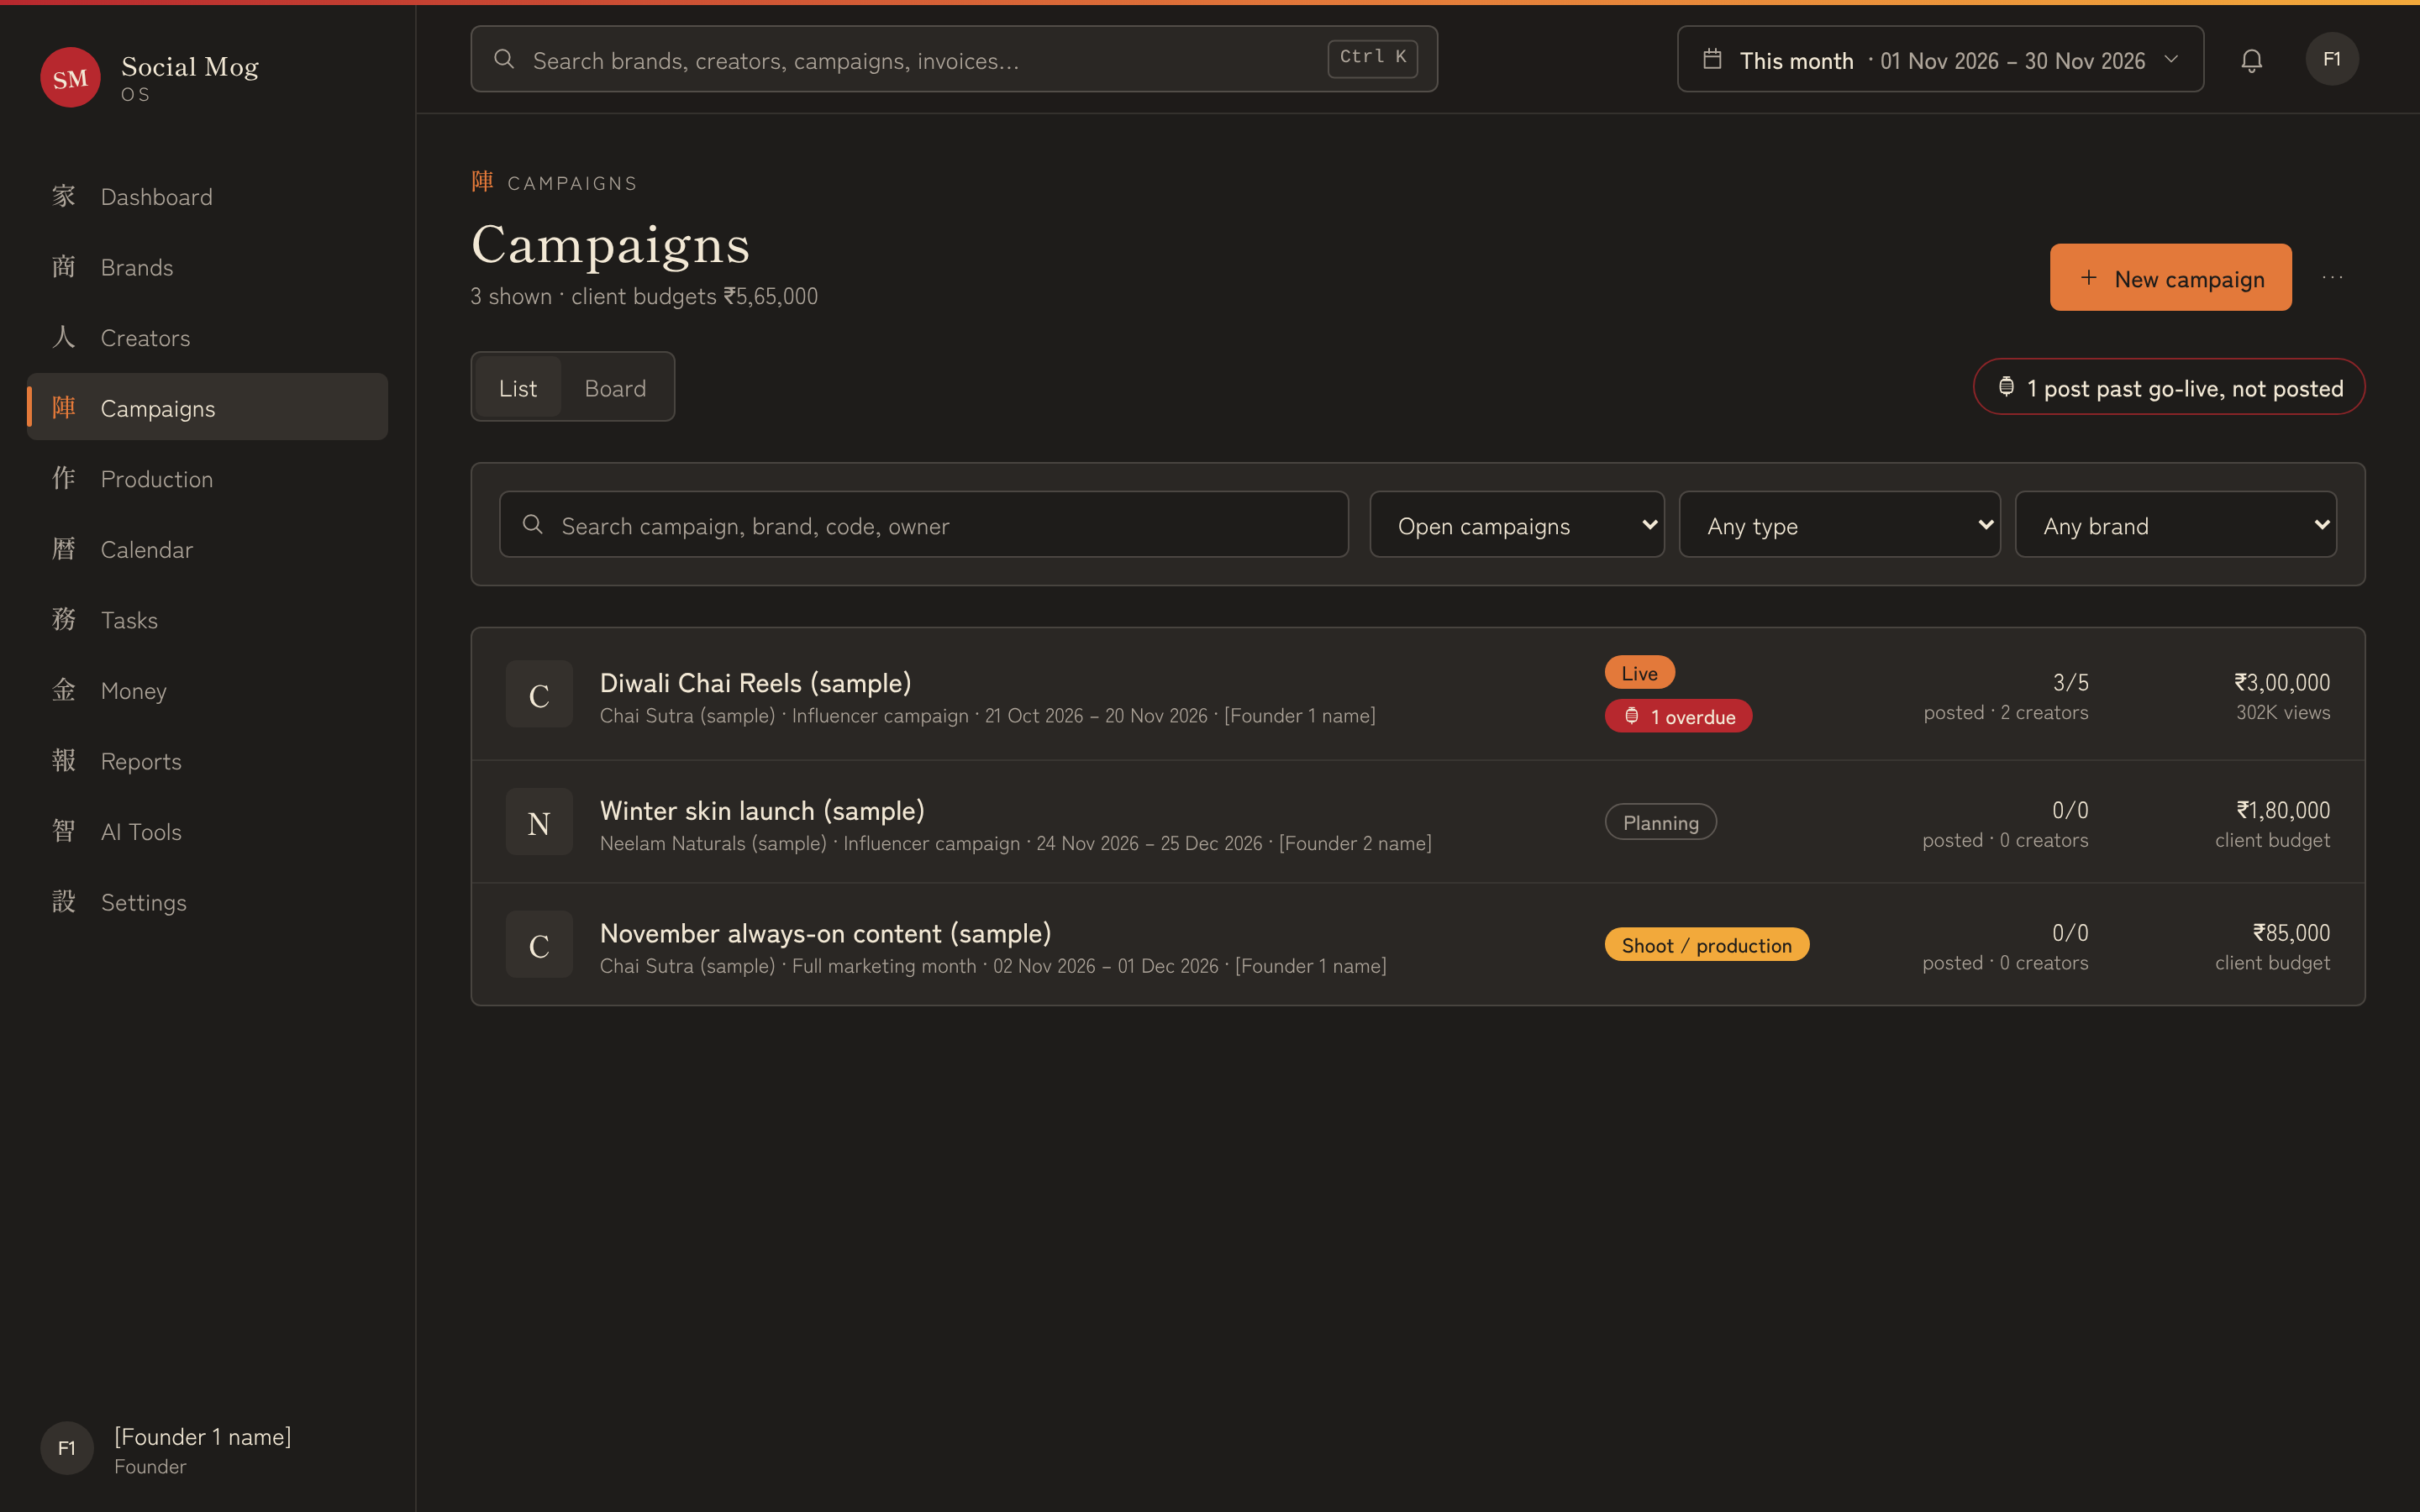 SM
Social Mog
OS
家 Dashboard
商 Brands
人 Creators
陣 Campaigns
作 Production
暦 Calendar
務 Tasks
金 Money
報 Reports
智 AI Tools
設 Settings
F1
[Founder 1 name]
Founder
Search brands, creators, campaigns, invoices...
Ctrl K
This month · 01 Nov 2026 – 30 Nov 2026
F1
陣 CAMPAIGNS
Campaigns
3 shown · client budgets ₹5,65,000
+ New campaign
...
List
Board
1 post past go-live, not posted
Search campaign, brand, code, owner
Open campaigns
Any type
Any brand
C
Diwali Chai Reels (sample)
Chai Sutra (sample) · Influencer campaign · 21 Oct 2026 – 20 Nov 2026 · [Founder 1 name]
Live
1 overdue
3/5
posted · 2 creators
₹3,00,000
302K views
N
Winter skin launch (sample)
Neelam Naturals (sample) · Influencer campaign · 24 Nov 2026 – 25 Dec 2026 · [Founder 2 name]
Planning
0/0
posted · 0 creators
₹1,80,000
client budget
C
November always-on content (sample)
Chai Sutra (sample) · Full marketing month · 02 Nov 2026 – 01 Dec 2026 · [Founder 1 name]
Shoot / production
0/0
posted · 0 creators
₹85,000
client budget